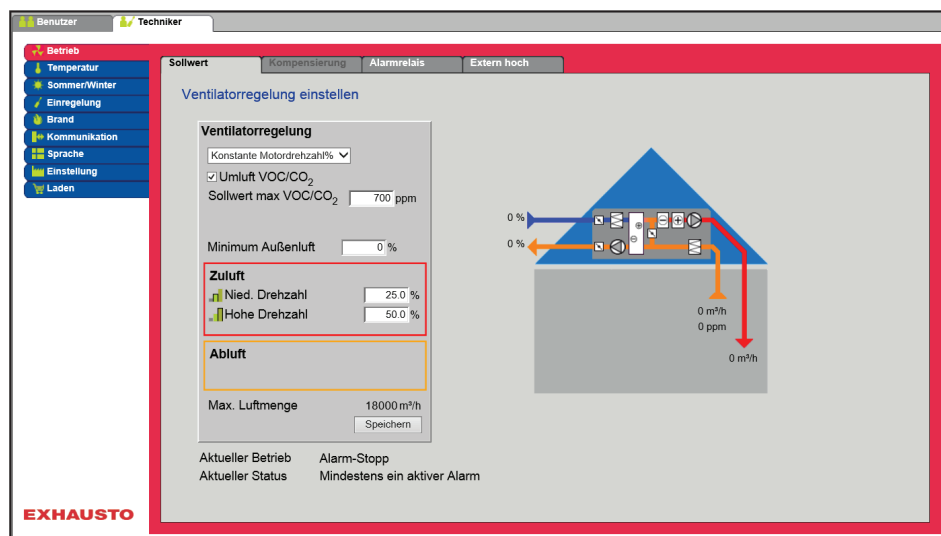 Benutzer Techniker
Betrieb
Temperatur
Sommer/Winter
Einregelung
Brand
Kommunikation
Sprache
Einstellung
Laden
Sollwert Kompensierung Alarmrelais Extern hoch
Ventilatorregelung einstellen
Ventilatorregelung
Konstante Motordrehzahl%
Umluft VOC/CO2
Sollwert max VOC/CO2 700 ppm
Minimum Außenluft 0 %
Zuluft
Nied. Drehzahl 25.0 %
Hohe Drehzahl 50.0 %
Abluft
Max. Luftmenge 18000 m³/h
Speichern
Aktueller Betrieb Alarm-Stopp
Aktueller Status Mindestens ein aktiver Alarm
0 %
0 %
0 m³/h
0 ppm
0 m³/h
EXHAUSTO